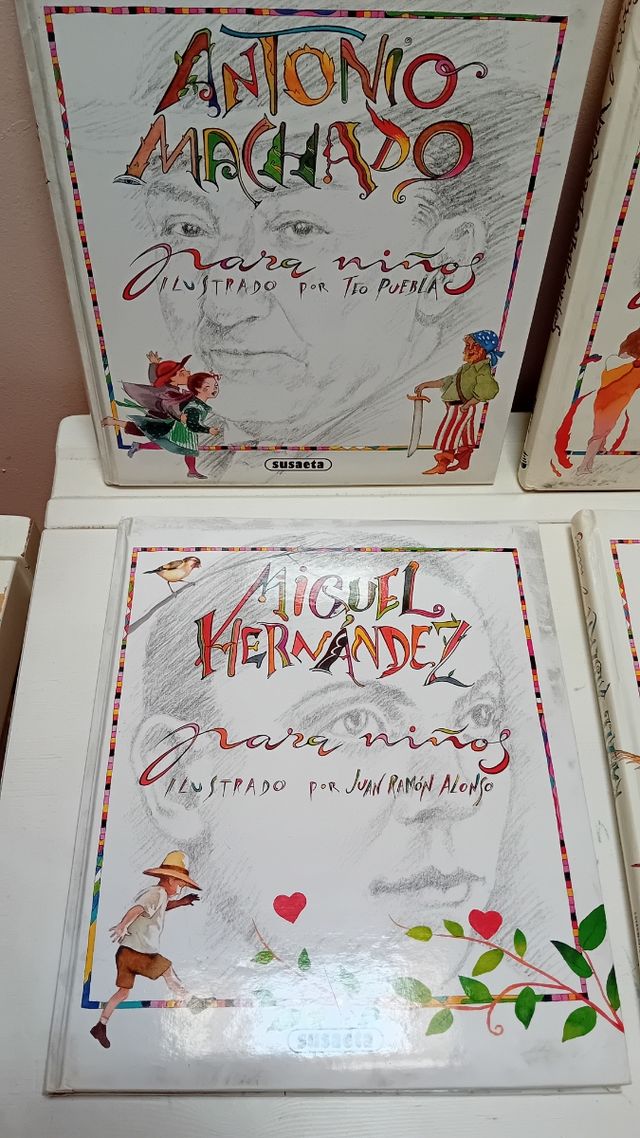 ANTONIO
MACHADO
para niños
ILUSTRADO POR TEO PUEBLA
susaeta
MIGUEL
HERNÁNDEZ
para niños
ILUSTRADO POR JUAN RAMÓN ALONSO
susaeta